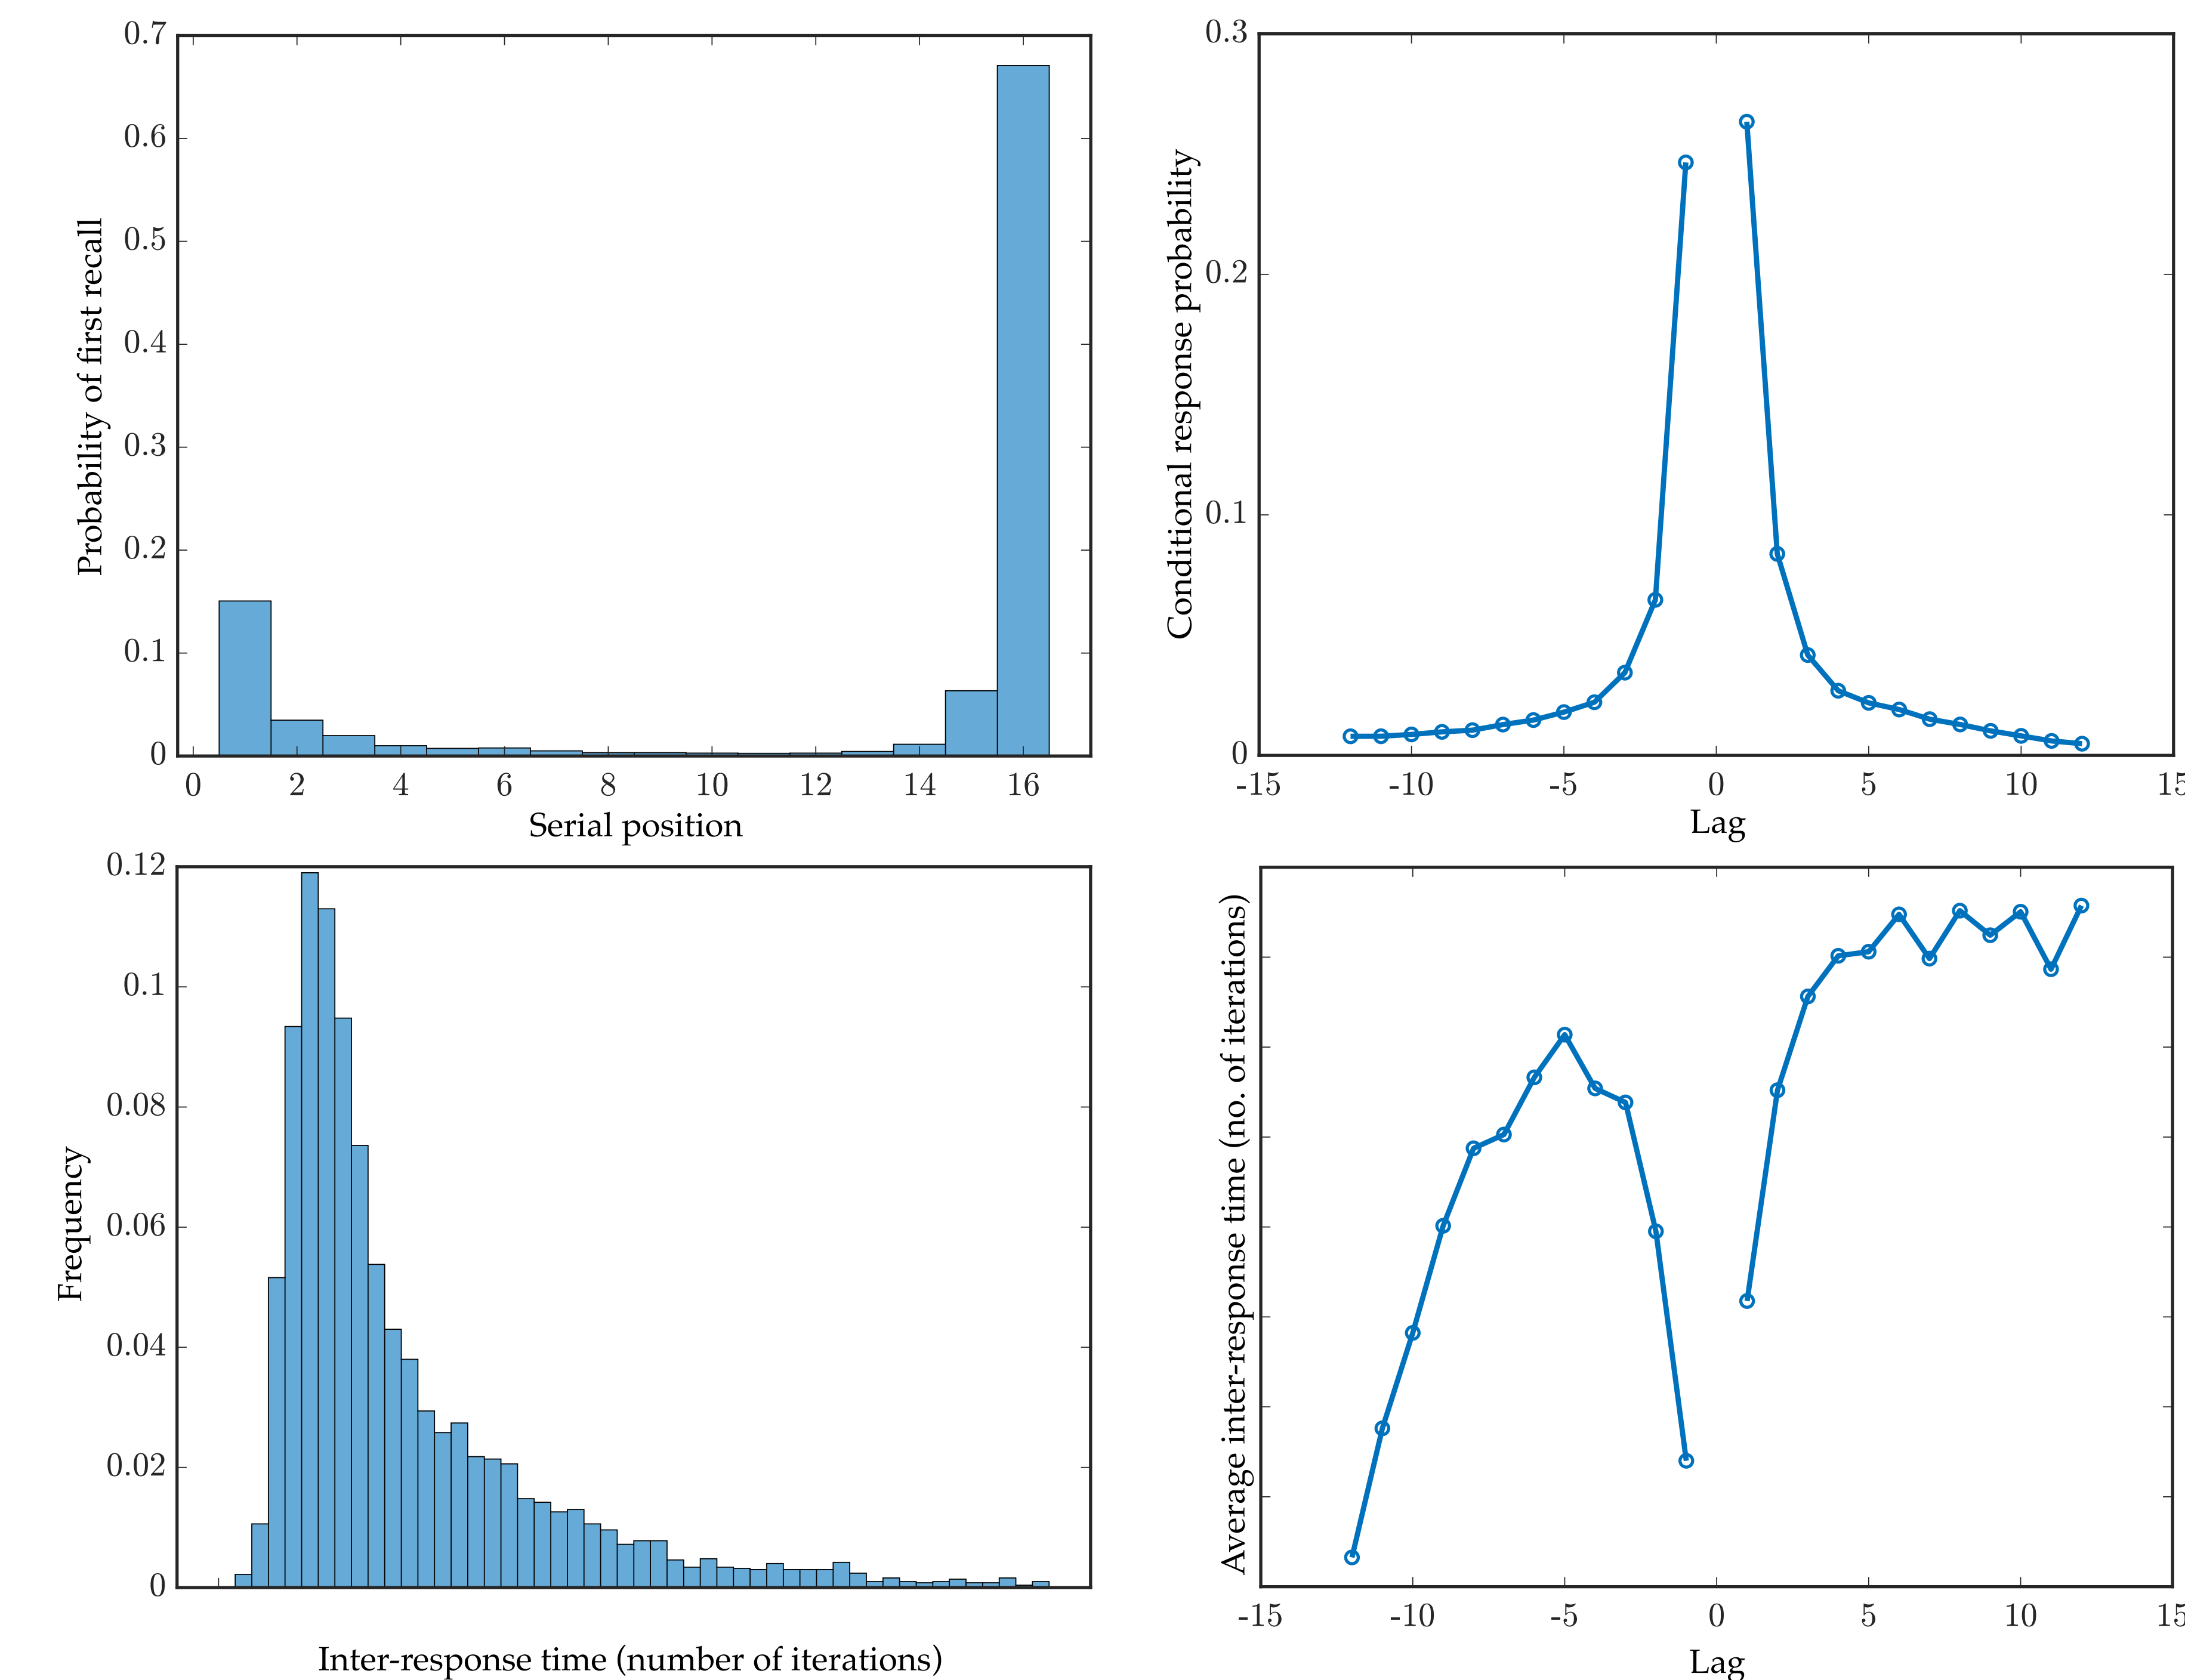 0.7
0.6
0.5
0.4
0.3
0.2
0.1
0
Probability of first recall
0 2 4 6 8 10 12 14 16
Serial position
0.3
0.2
0.1
0
Conditional response probability
-15 -10 -5 0 5 10 15
Lag
0.12
0.1
0.08
0.06
0.04
0.02
0
Frequency
Inter-response time (number of iterations)
Average inter-response time (no. of iterations)
-15 -10 -5 0 5 10 15
Lag